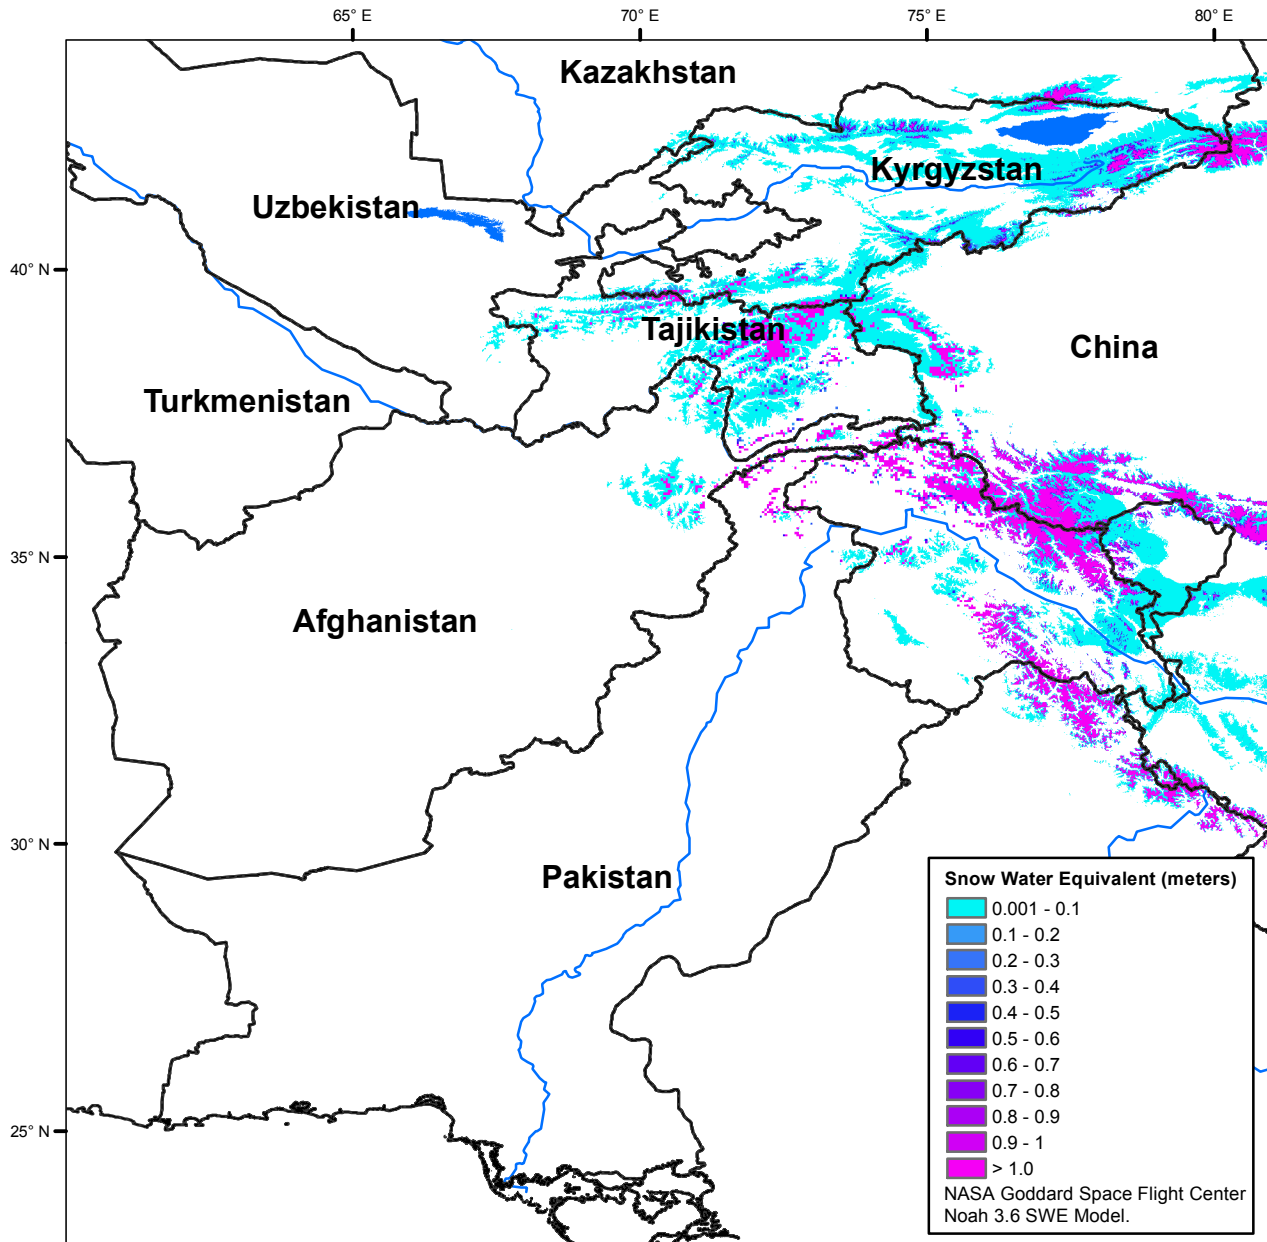 65° E
70° E
75° E
80° E
Kazakhstan
Kyrgyzstan
Uzbekistan
40° N
Tajikistan
China
Turkmenistan
35° N
Afghanistan
30° N
Pakistan
25° N
Snow Water Equivalent (meters)
0.001 - 0.1
0.1 - 0.2
0.2 - 0.3
0.3 - 0.4
0.4 - 0.5
0.5 - 0.6
0.6 - 0.7
0.7 - 0.8
0.8 - 0.9
0.9 - 1
> 1.0
NASA Goddard Space Flight Center
Noah 3.6 SWE Model.